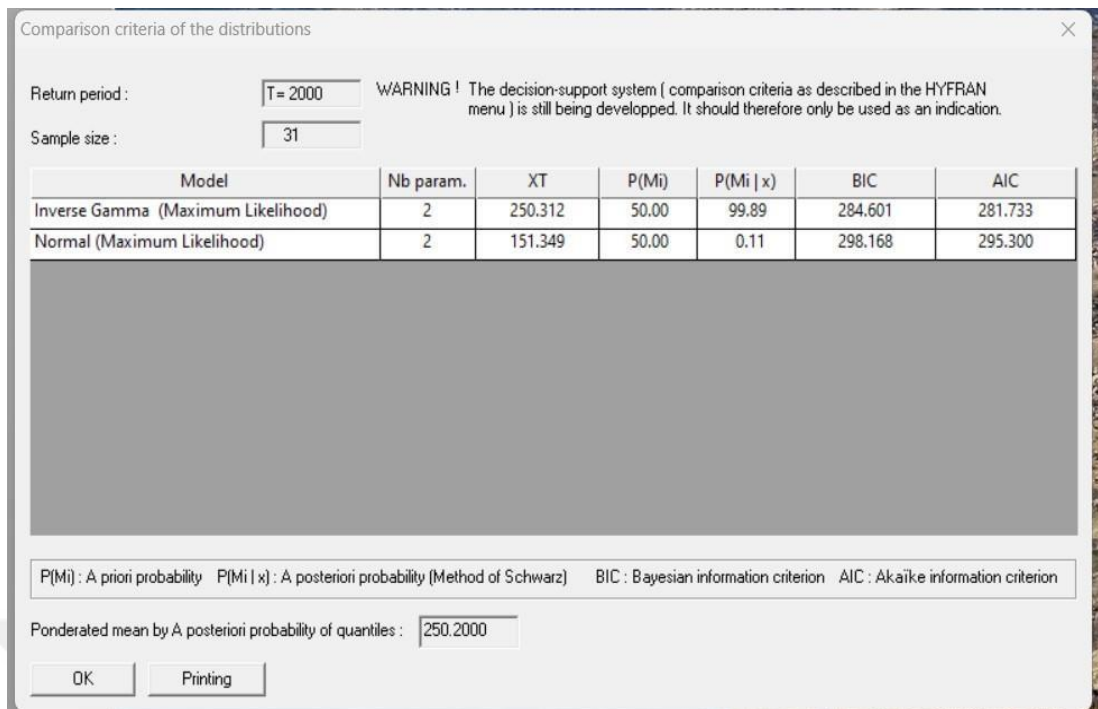 Comparison criteria of the distributions
Return period : T= 2000 WARNING ! The decision-support system ( comparison criteria as described in the HYFRAN
menu ) is still being developped. It should therefore only be used as an indication.
Sample size : 31
Model Nb param. XT P(Mi) P(Mi | x) BIC AIC
Inverse Gamma (Maximum Likelihood) 2 250.312 50.00 99.89 284.601 281.733
Normal (Maximum Likelihood) 2 151.349 50.00 0.11 298.168 295.300
P(Mi) : A priori probability P(Mi | x) : A posteriori probability (Method of Schwarz) BIC : Bayesian information criterion AIC : Akaïke information criterion
Ponderated mean by A posteriori probability of quantiles : 250.2000
OK Printing